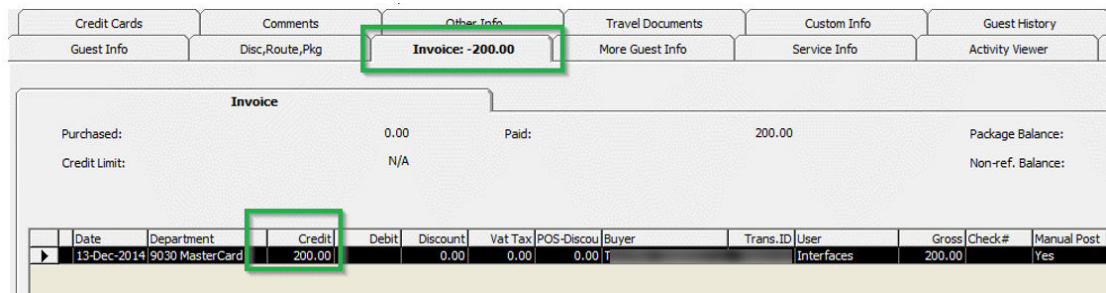 Credit Cards Comments Other Info Travel Documents Custom Info Guest History
Guest Info Disc,Route,Pkg Invoice: -200.00 More Guest Info Service Info Activity Viewer
Invoice
Purchased: 0.00 Paid: 200.00 Package Balance:
Credit Limit: N/A Non-ref. Balance:
Date Department Credit Debit Discount Vat Tax POS-Discou Buyer Trans.ID User Gross Check# Manual Post
13-Dec-2014 9030 MasterCard 200.00 0.00 0.00 0.00 Interfaces 200.00 Yes